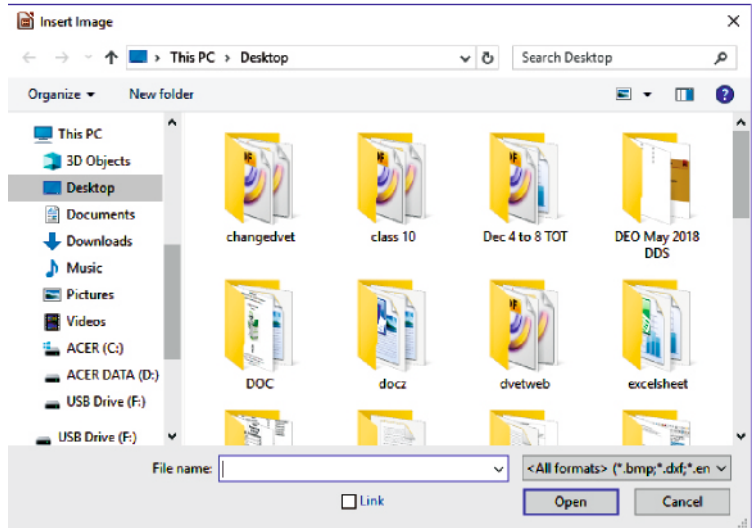 Insert Image
This PC > Desktop
Search Desktop
Organize
New folder
This PC
3D Objects
Desktop
Documents
Downloads
Music
Pictures
Videos
ACER (C:)
ACER DATA (D:)
USB Drive (F:)
USB Drive (F:)
changedvet
class 10
Dec 4 to 8 TOT
DEO May 2018
DDS
DOC
docz
dvetweb
excelsheet
File name:
<All formats> (*.bmp;*.dxf;*.en
Link
Open
Cancel